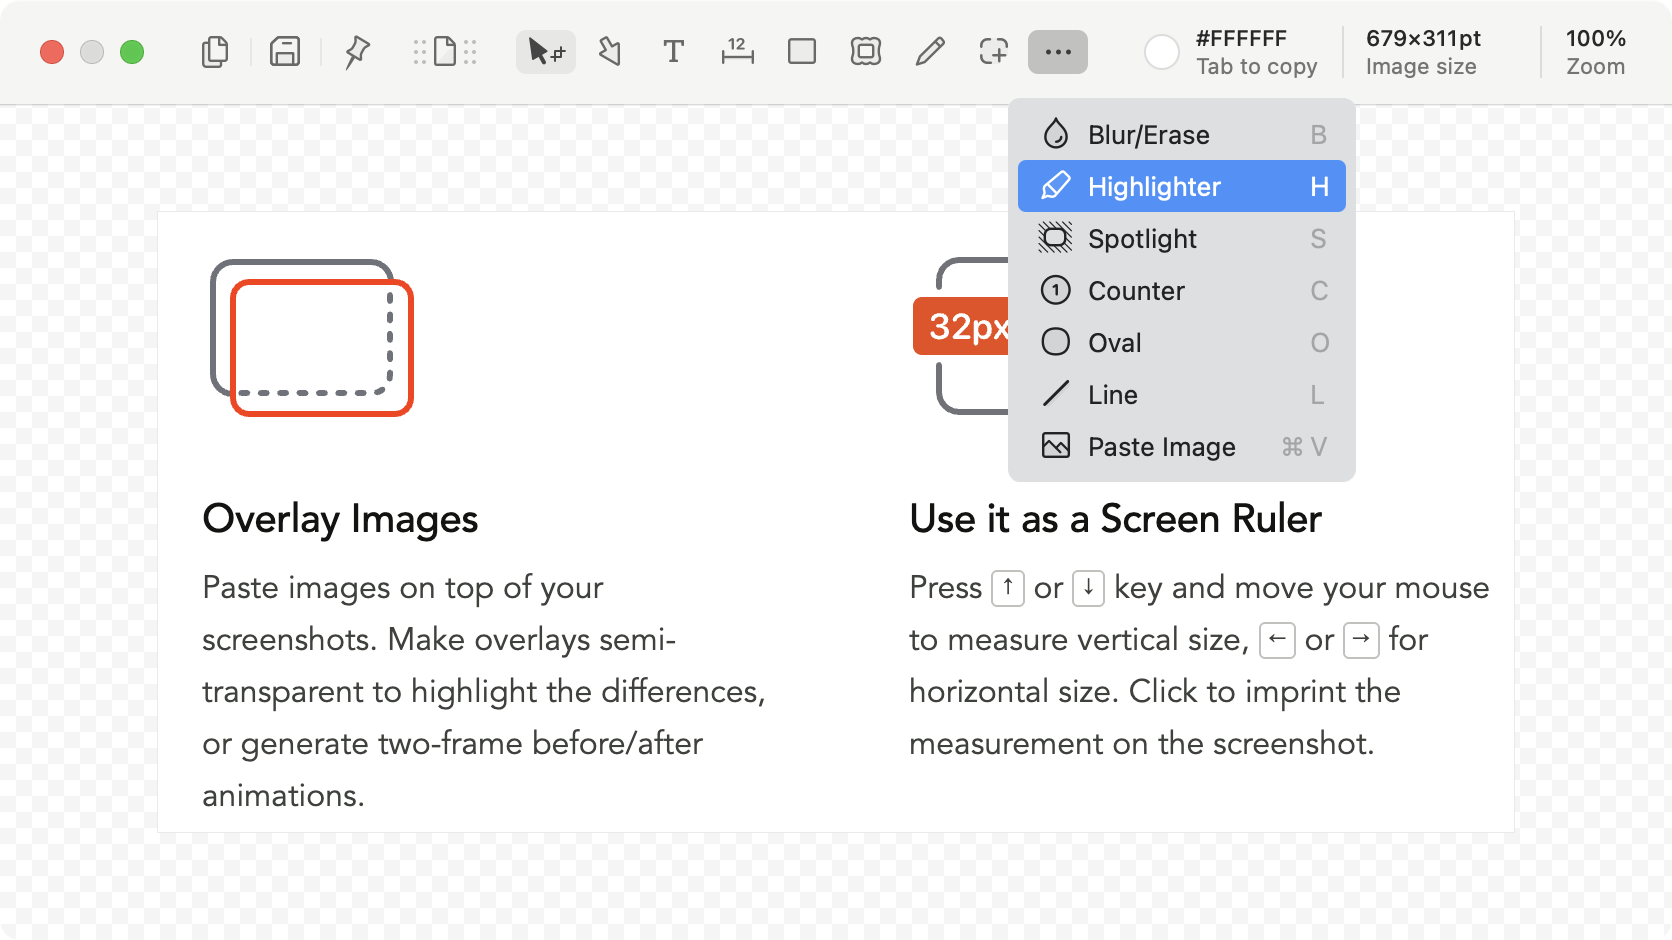 T
12
#FFFFFF
Tab to copy
679×311pt
Image size
100%
Zoom
Blur/Erase B
Highlighter H
Spotlight S
1 Counter C
Oval O
Line L
Paste Image ⌘ V
32px
Overlay Images
Paste images on top of your
screenshots. Make overlays semi-
transparent to highlight the differences,
or generate two-frame before/after
animations.
Use it as a Screen Ruler
Press ↑ or ↓ key and move your mouse
to measure vertical size, ← or → for
horizontal size. Click to imprint the
measurement on the screenshot.